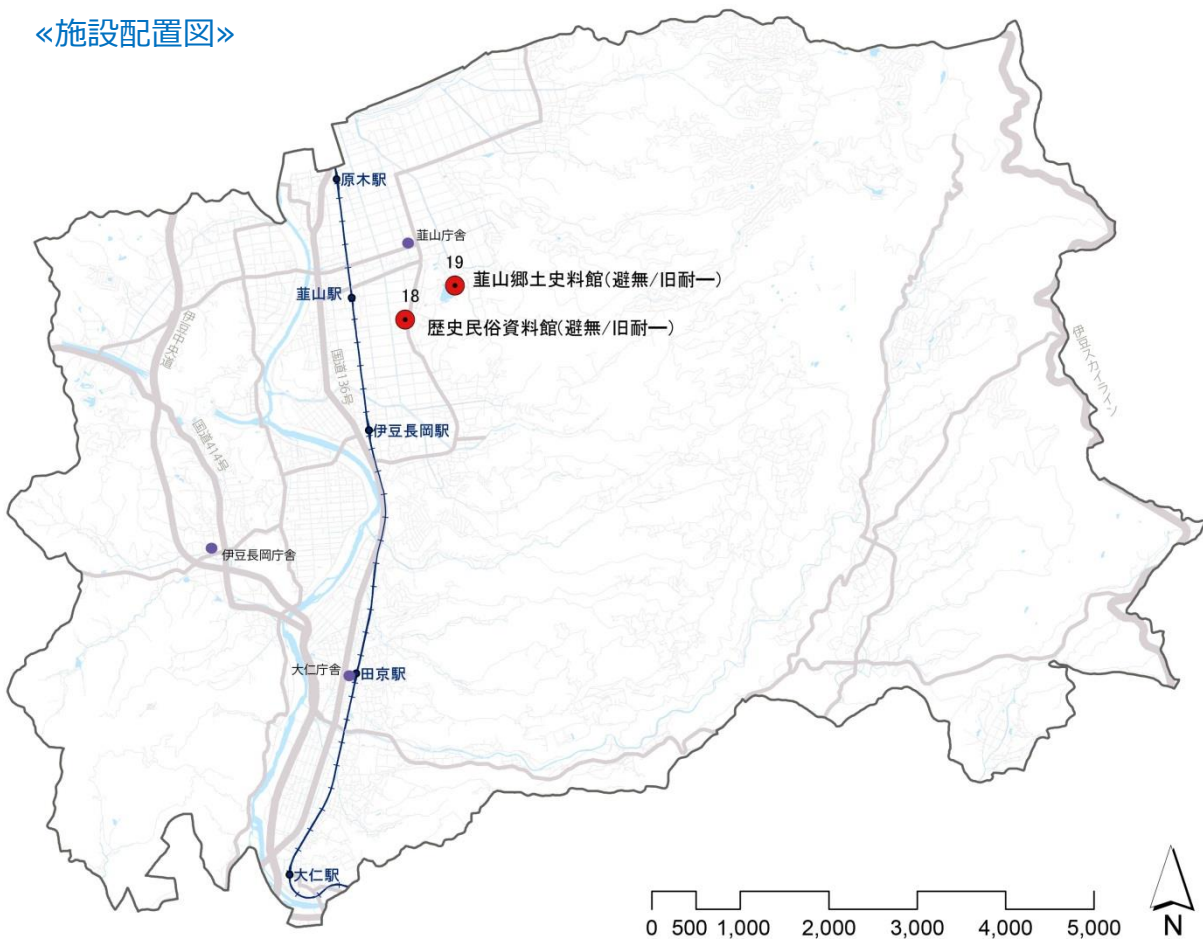 «施設配置図»
原木駅
韮山庁舎
19
韮山郷土史料館(避無/旧耐一)
韮山駅
18
歴史民俗資料館(避無/旧耐一)
伊豆中央道
国道136号
伊豆スカイライン
国道414号
伊豆長岡駅
伊豆長岡庁舎
大仁庁舎
田京駅
大仁駅
0 500 1,000 2,000 3,000 4,000 5,000
N